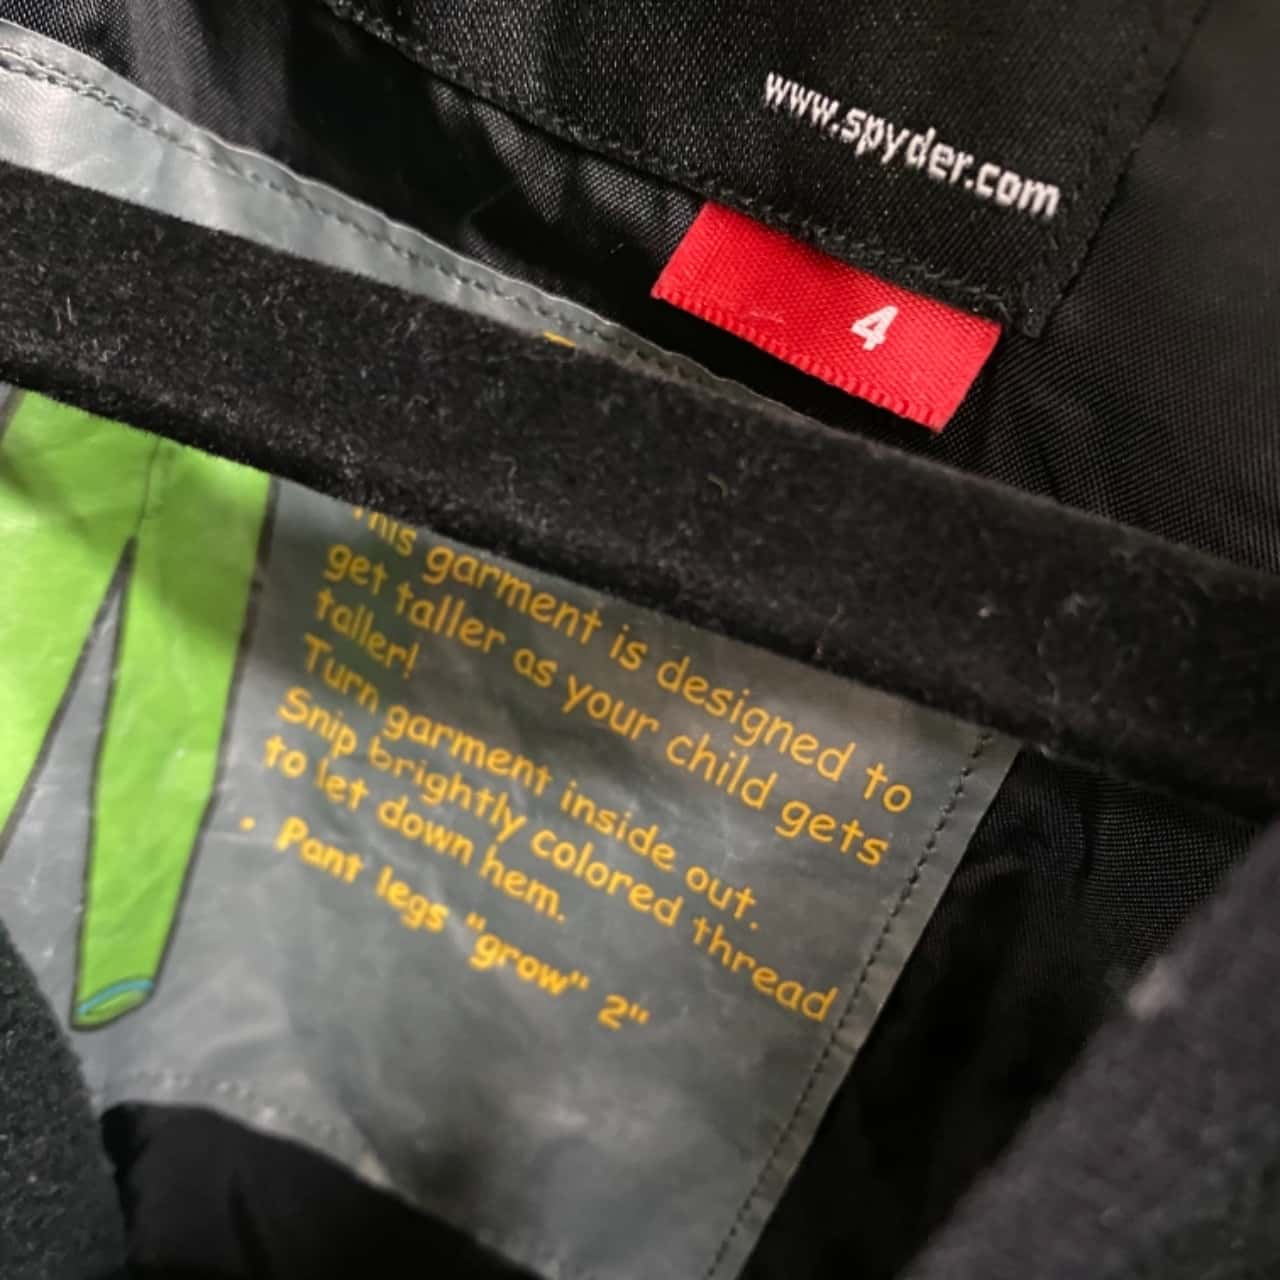 www.spyder.com
4
This garment is designed to
get taller as your child gets
taller!
Turn garment inside out.
Snip brightly colored thread
to let down hem.
• Pant legs "grow" 2"